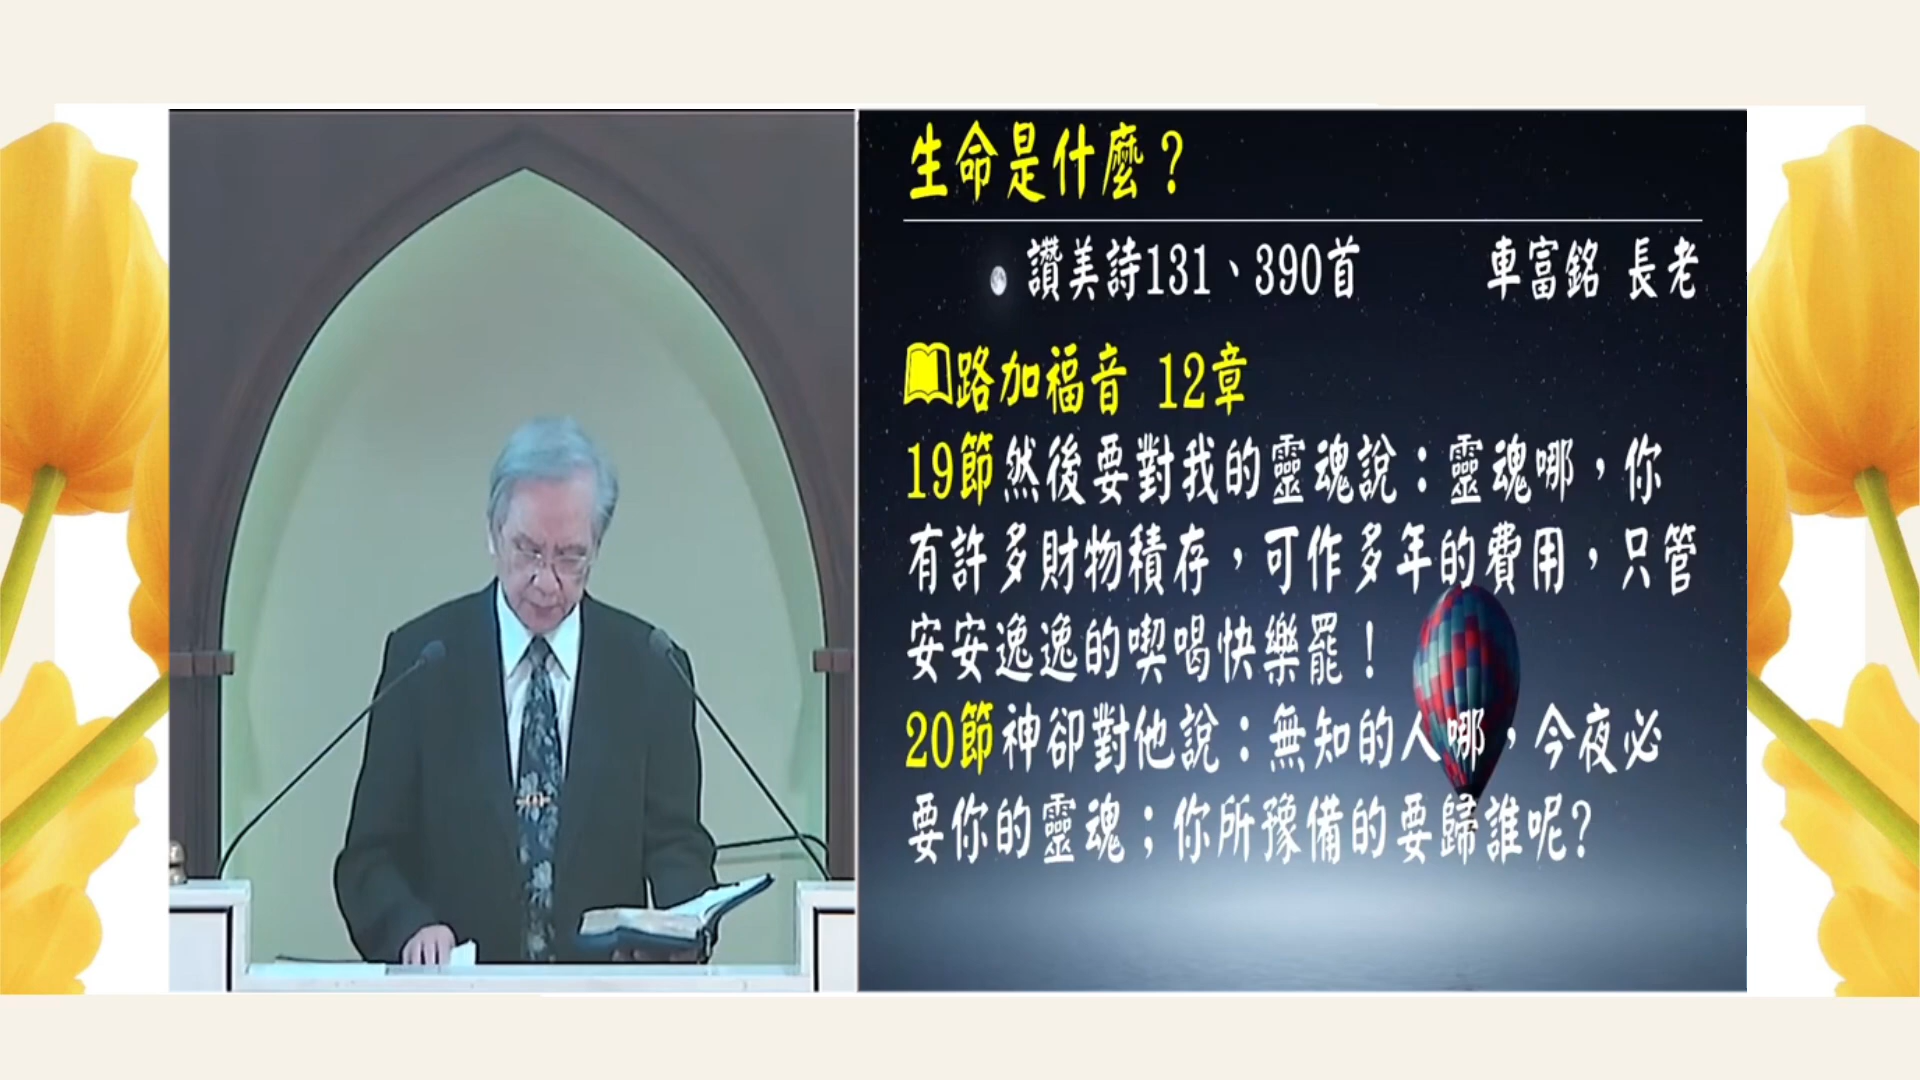 生命是什麼？
讚美詩131、390首 車富銘 長老
路加福音 12章
19節然後要對我的靈魂說：靈魂哪，你
有許多財物積存，可作多年的費用，只管
安安逸逸的喫喝快樂罷！
20節神卻對他說：無知的人哪，今夜必
要你的靈魂；你所豫備的要歸誰呢?